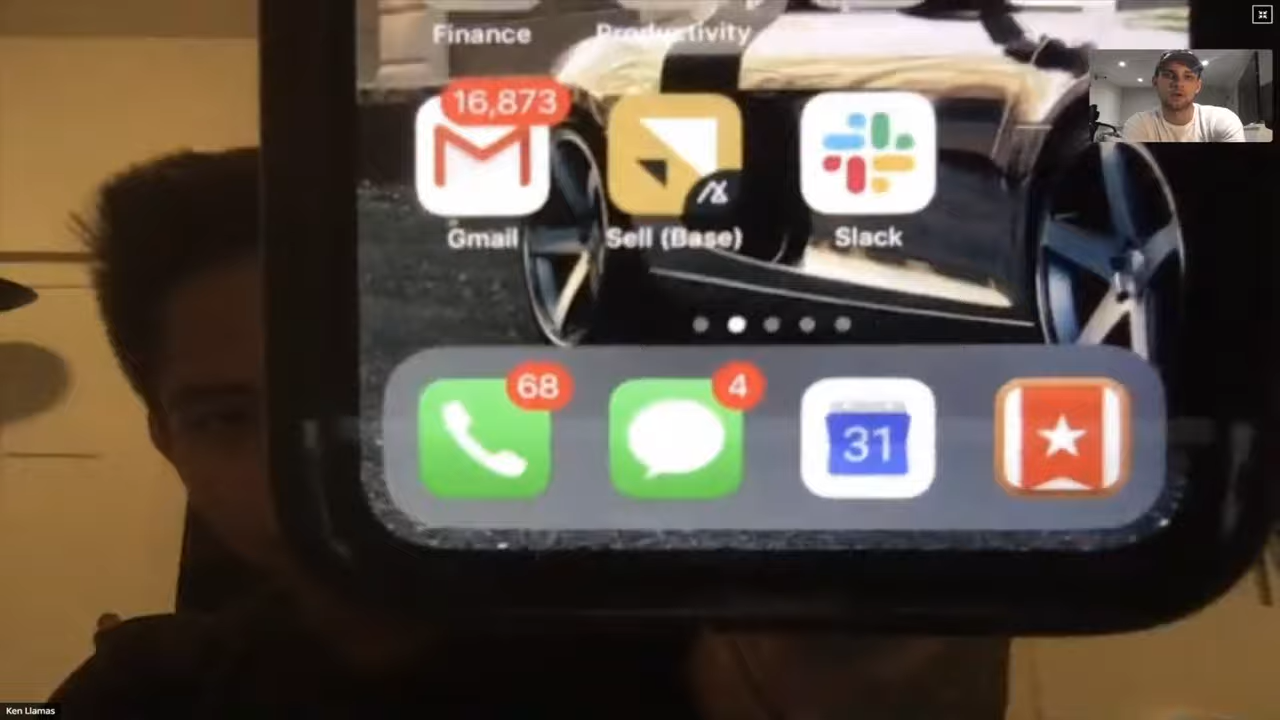 Finance Productivity
16,873
Gmail Sell (Base) Slack
68 4
31
Ken Llamas